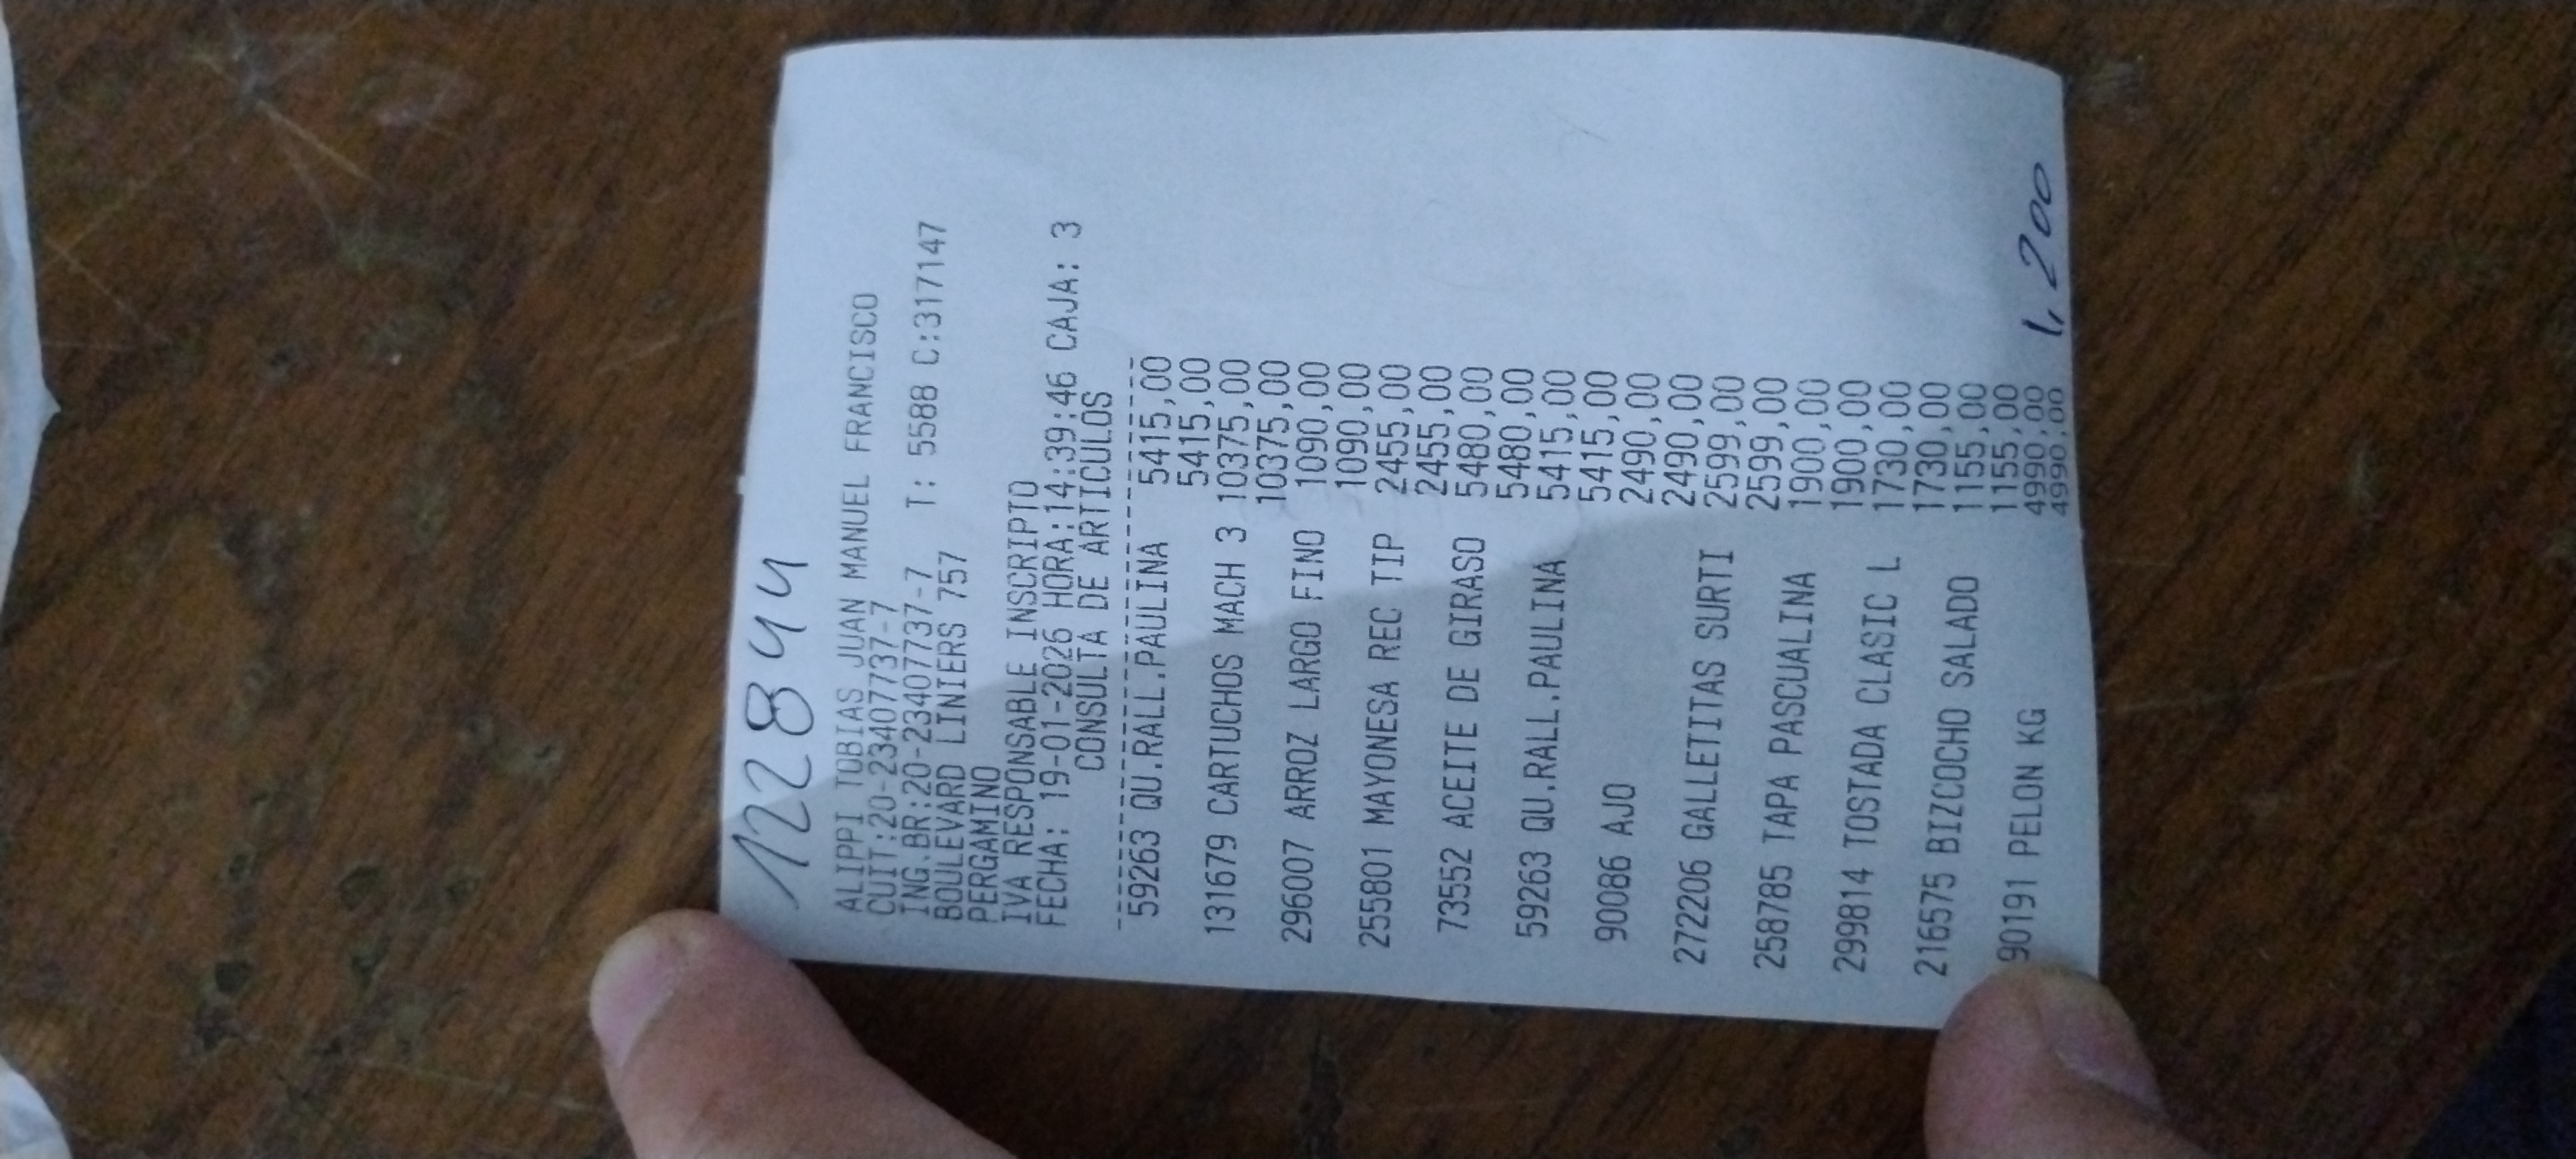 12844
ALIPPI TOBIAS JUAN MANUEL FRANCISCO
CUIT:20-23407737-7
ING.BR:20-23407737-7
BOULEVARD LINIERS 757 T: 5588 C:317147
PERGAMINO
IVA RESPONSABLE INSCRIPTO
FECHA: 19-01-2026 HORA:14:39:46 CAJA: 3
CONSULTA DE ARTICULOS
59263 QU.RALL.PAULINA 5415,00
5415,00
131679 CARTUCHOS MACH 3 10375,00
10375,00
296007 ARROZ LARGO FINO 1090,00
1090,00
255801 MAYONESA REC TIP 2455,00
2455,00
73552 ACEITE DE GIRASO 5480,00
5480,00
59263 QU.RALL.PAULINA 5415,00
5415,00
90086 AJO 2490,00
2490,00
272206 GALLETITAS SURTI 2599,00
2599,00
258785 TAPA PASCUALINA 1900,00
1900,00
299814 TOSTADA CLASIC L 1730,00
1730,00
216575 BIZCOCHO SALADO 1155,00
1155,00
90191 PELON KG 4990,00 1,200
4990,00